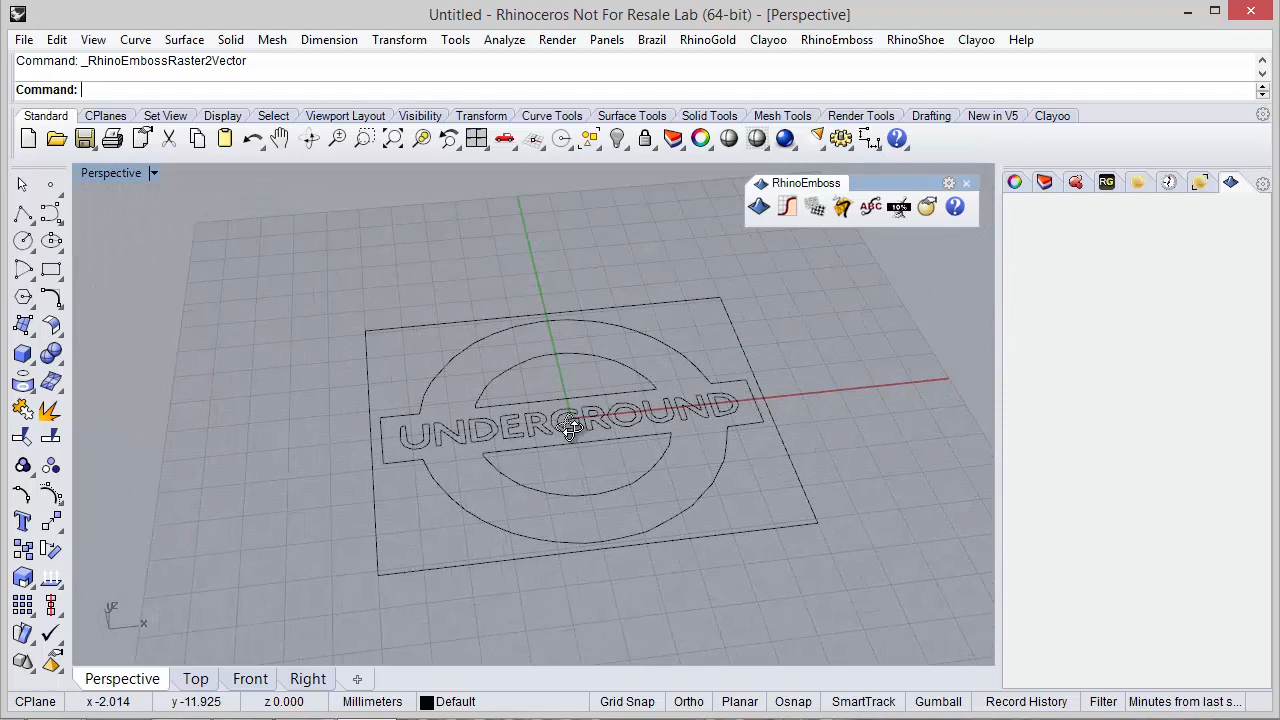 Untitled - Rhinoceros Not For Resale Lab (64-bit) - [Perspective]
File Edit View Curve Surface Solid Mesh Dimension Transform Tools Analyze Render Panels Brazil RhinoGold Clayoo RhinoEmboss RhinoShoe Clayoo Help
Command: _RhinoEmbossRaster2Vector
Command:
Standard CPlanes Set View Display Select Viewport Layout Visibility Transform Curve Tools Surface Tools Solid Tools Mesh Tools Render Tools Drafting New in V5 Clayoo
Perspective
RhinoEmboss
RG
ABC 10%
UNDERGROUND
y z x
Perspective Top Front Right
CPlane x -2.014 y -11.925 z 0.000 Millimeters Default Grid Snap Ortho Planar Osnap SmartTrack Gumball Record History Filter Minutes from last s...